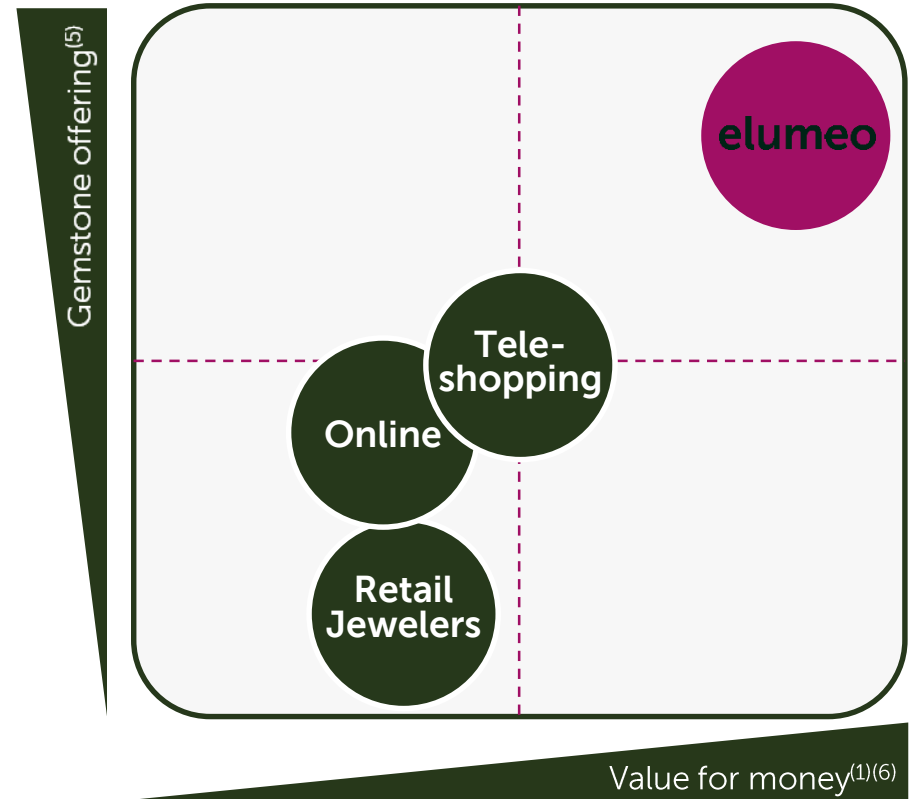 Gemstone offering(5)
elumeo
Tele-
shopping
Online
Retail
Jewelers
Value for money(1)(6)